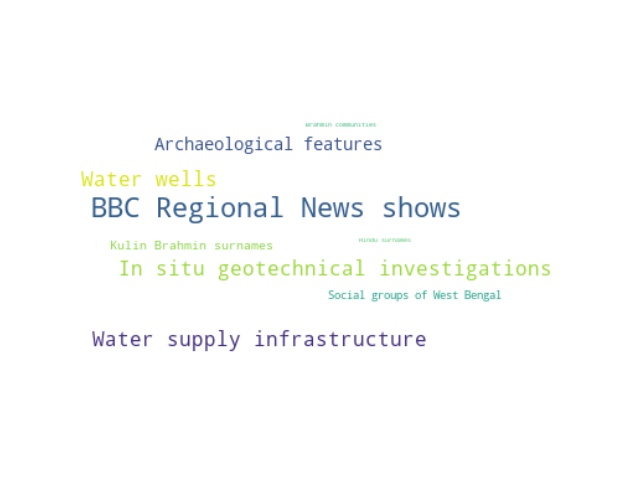 Brahmin communities
Archaeological features
Water wells
BBC Regional News shows
Hindu surnames
Kulin Brahmin surnames
In situ geotechnical investigations
Social groups of West Bengal
Water supply infrastructure